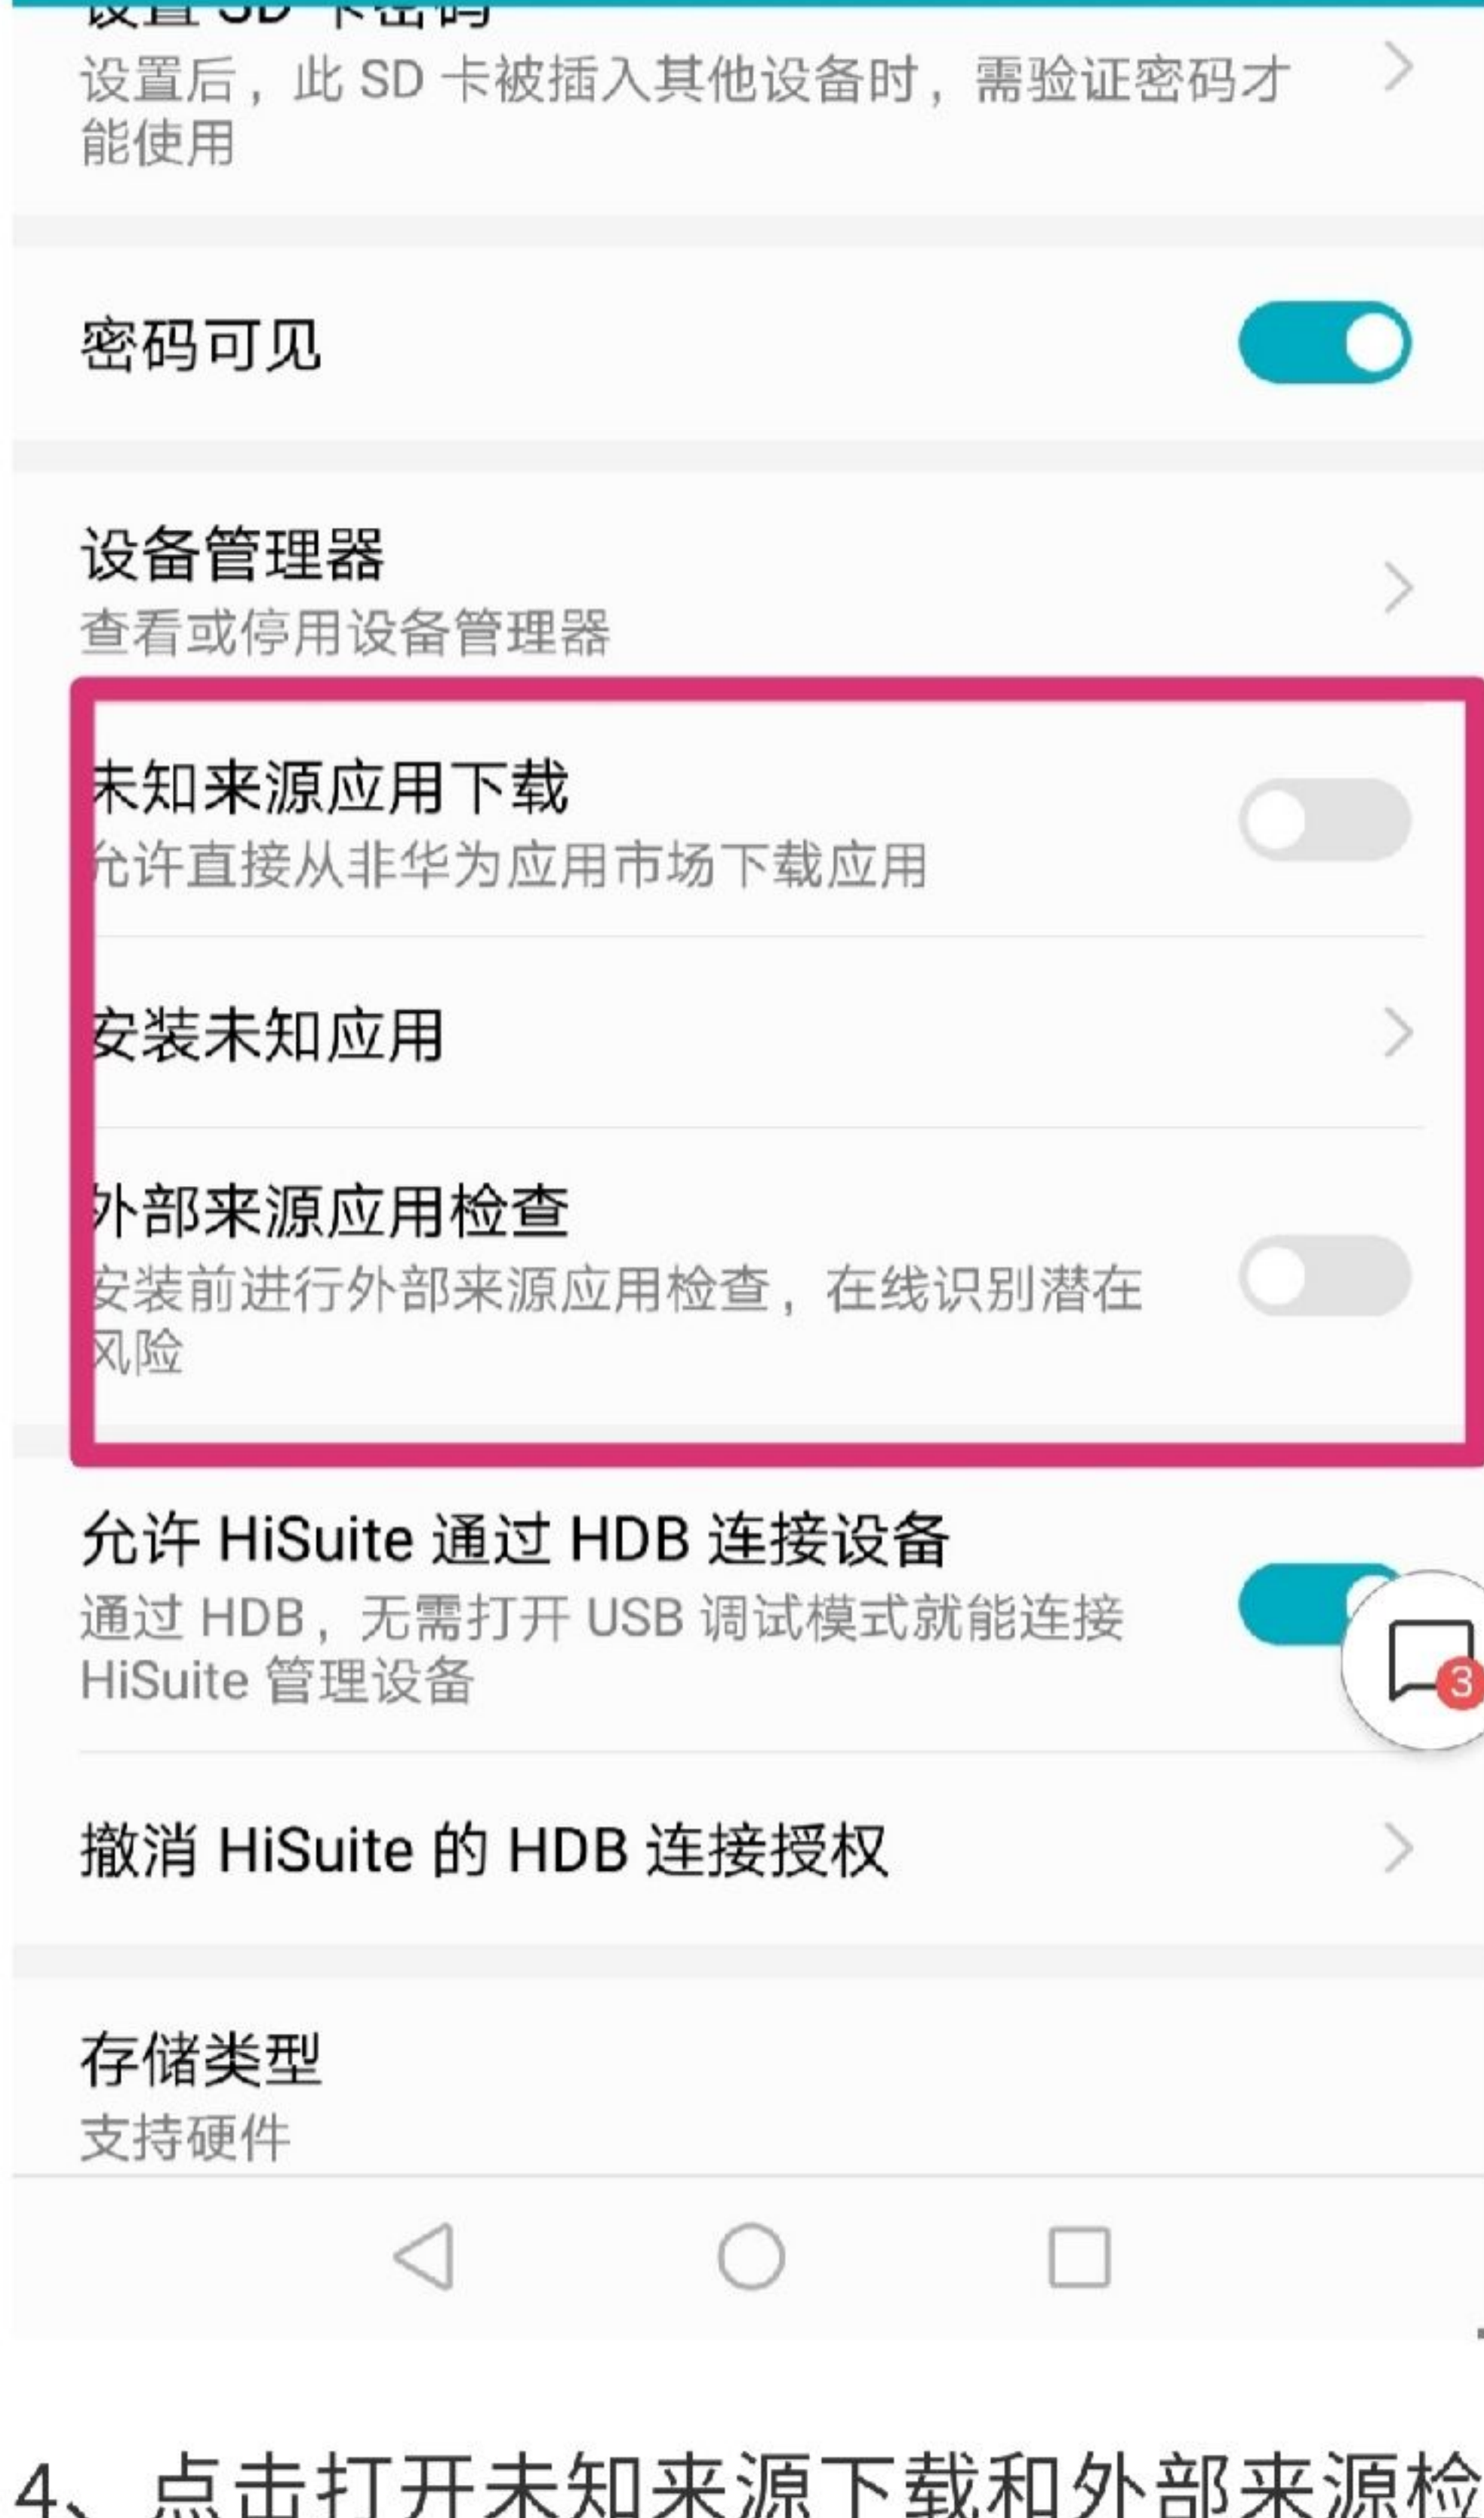 设置 SD 卡密码
设置后，此 SD 卡被插入其他设备时，需验证密码才
能使用
密码可见
设备管理器
查看或停用设备管理器
未知来源应用下载
允许直接从非华为应用市场下载应用
安装未知应用
外部来源应用检查
安装前进行外部来源应用检查，在线识别潜在
风险
允许 HiSuite 通过 HDB 连接设备
通过 HDB，无需打开 USB 调试模式就能连接
HiSuite 管理设备
3
撤消 HiSuite 的 HDB 连接授权
存储类型
支持硬件
4、点击打开未知来源下载和外部来源检